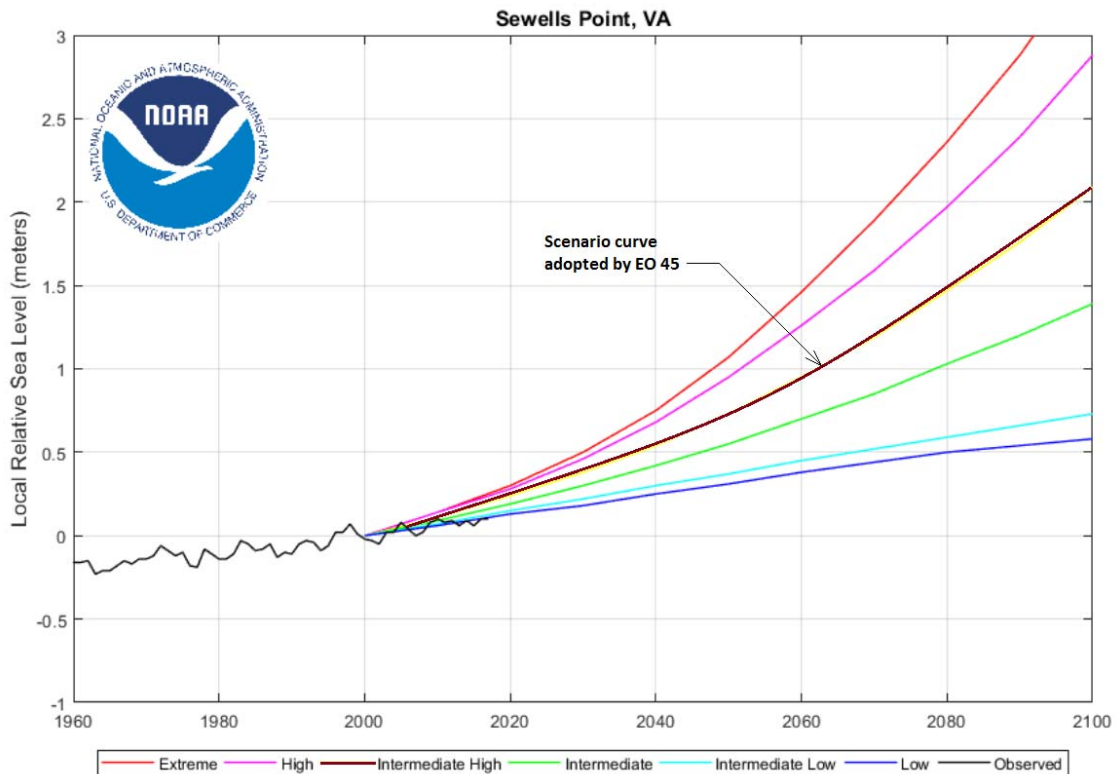 Sewells Point, VA
3
2.5
2
1.5
1
0.5
0
-0.5
-1
Local Relative Sea Level (meters)
NATIONAL OCEANIC AND ATMOSPHERIC ADMINISTRATION
NOAA
U.S. DEPARTMENT OF COMMERCE
Scenario curve
adopted by EO 45
1960 1980 2000 2020 2040 2060 2080 2100
Extreme High Intermediate High Intermediate Intermediate Low Low Observed